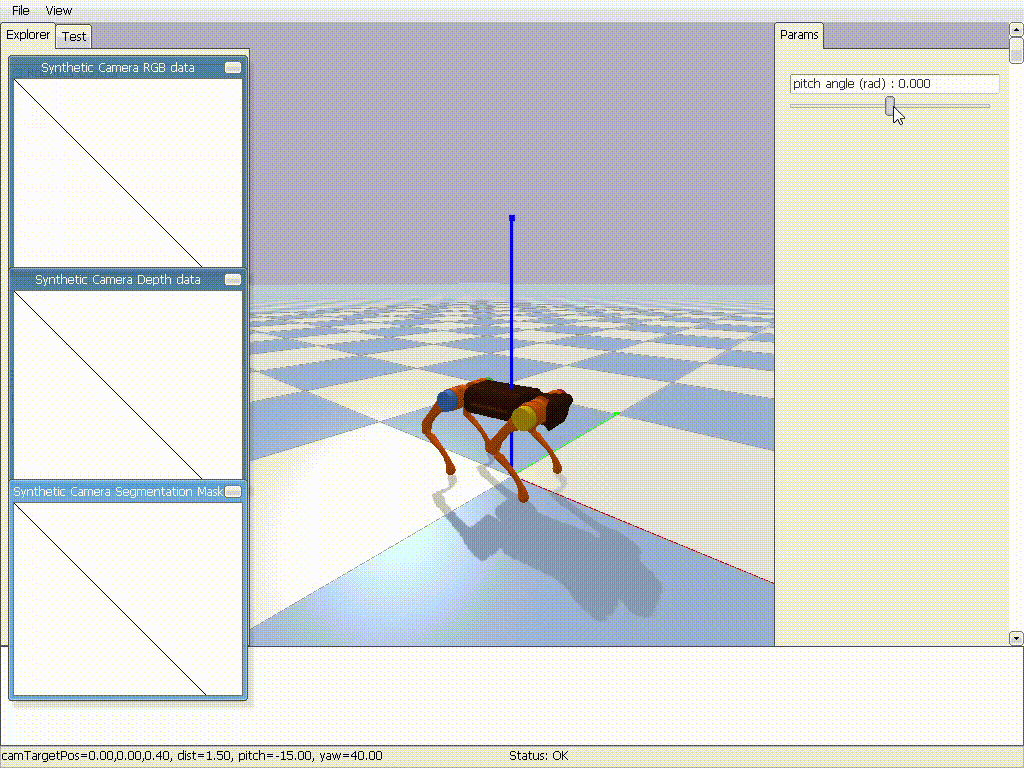 File View
Explorer Test
Params
Synthetic Camera RGB data
pitch angle (rad) : 0.000
Synthetic Camera Depth data
Synthetic Camera Segmentation Mask
camTargetPos=0.00,0.00,0.40, dist=1.50, pitch=-15.00, yaw=40.00 Status: OK